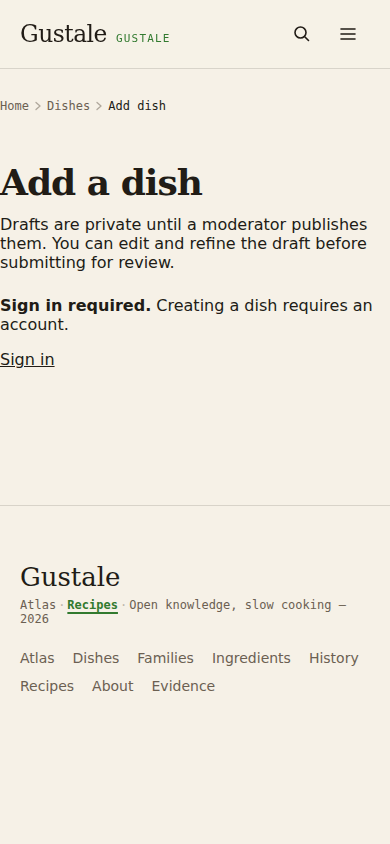 Gustale GUSTALE
Home > Dishes > Add dish
Add a dish
Drafts are private until a moderator publishes
them. You can edit and refine the draft before
submitting for review.
Sign in required. Creating a dish requires an
account.
Sign in
Gustale
Atlas · Recipes · Open knowledge, slow cooking —
2026
Atlas Dishes Families Ingredients History
Recipes About Evidence